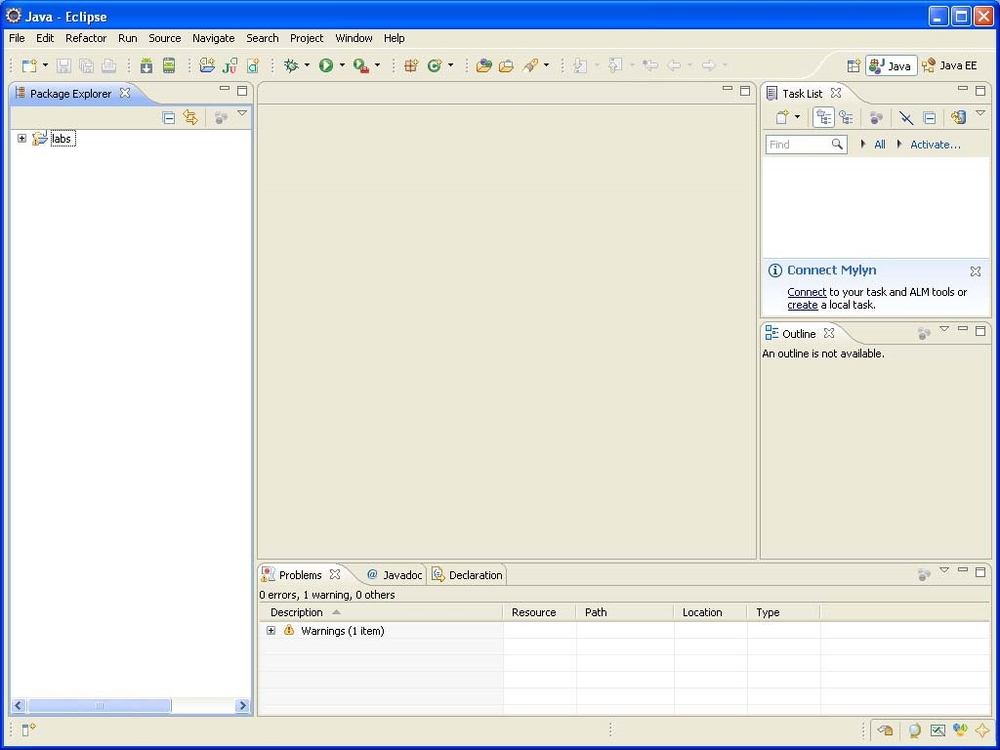 Java - Eclipse
File Edit Refactor Run Source Navigate Search Project Window Help
Java Java EE
Package Explorer
labs
Task List
Find All Activate...
Connect Mylyn
Connect to your task and ALM tools or
create a local task.
Outline
An outline is not available.
Problems @ Javadoc Declaration
0 errors, 1 warning, 0 others
Description Resource Path Location Type
Warnings (1 item)